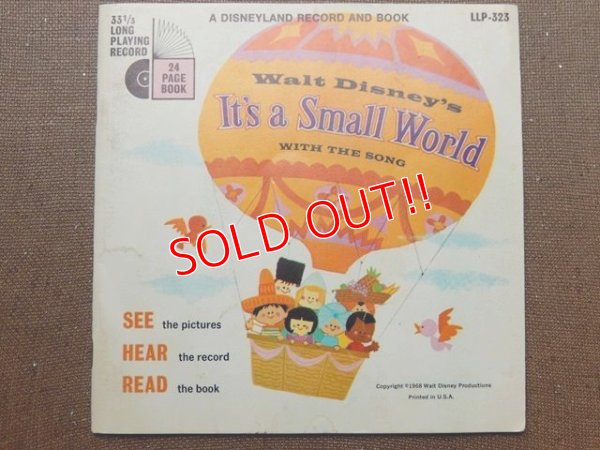 33 1/3
LONG
PLAYING
RECORD
24
PAGE
BOOK
A DISNEYLAND RECORD AND BOOK
LLP-323
Walt Disney's
It's a Small World
WITH THE SONG
SOLD OUT!!
SEE the pictures
HEAR the record
READ the book
Copyright ©1968 Walt Disney Productions
Printed in U.S.A.